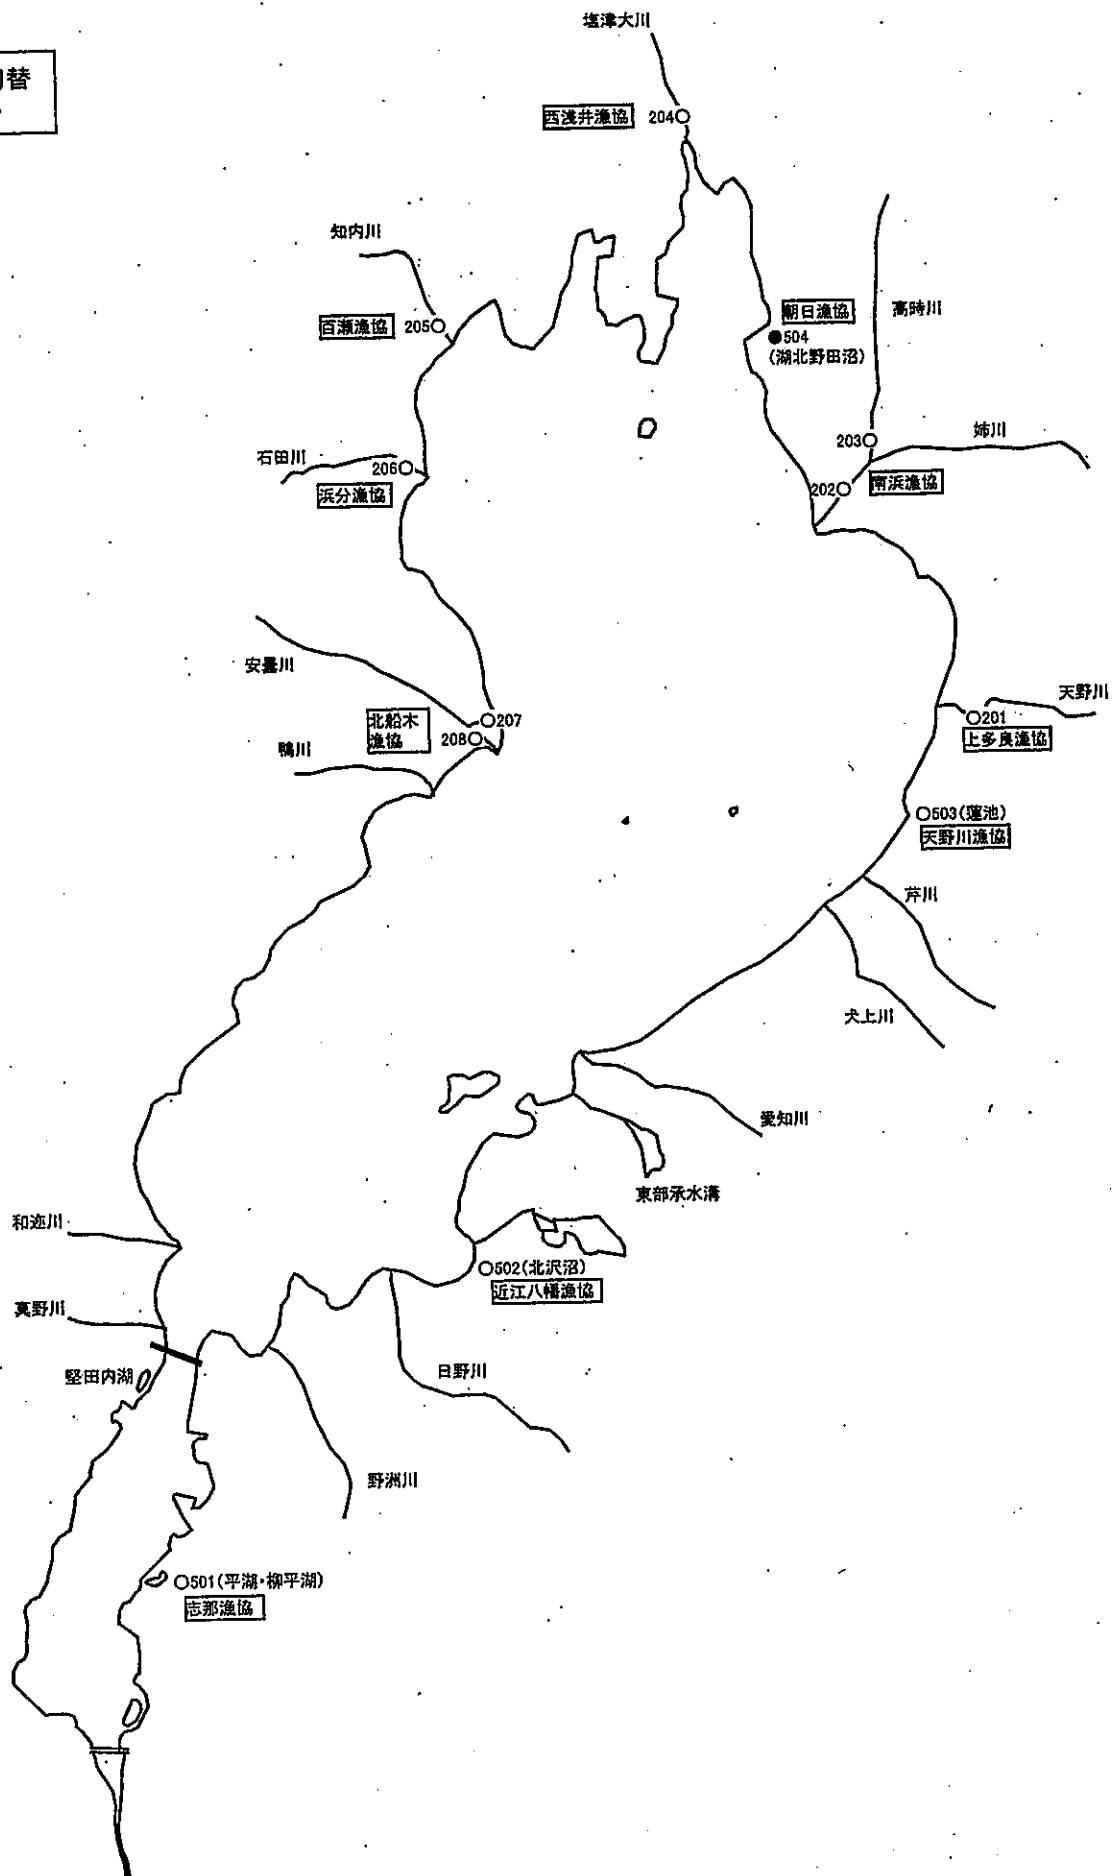 塩津大川
替
西浅井漁協 204
知内川
百瀬漁協 205
朝日漁協
高時川
504
(湖北野田沼)
203
姉川
石田川
206
浜分漁協
202
南浜漁協
安曇川
天野川
北船木
漁協
207
208
201
上多良漁協
鴨川
503(蓮池)
天野川漁協
芹川
犬上川
愛知川
東部承水溝
和迩川
502(北沢沼)
近江八幡漁協
真野川
堅田内湖
日野川
野洲川
501(平湖・柳平湖)
志那漁協